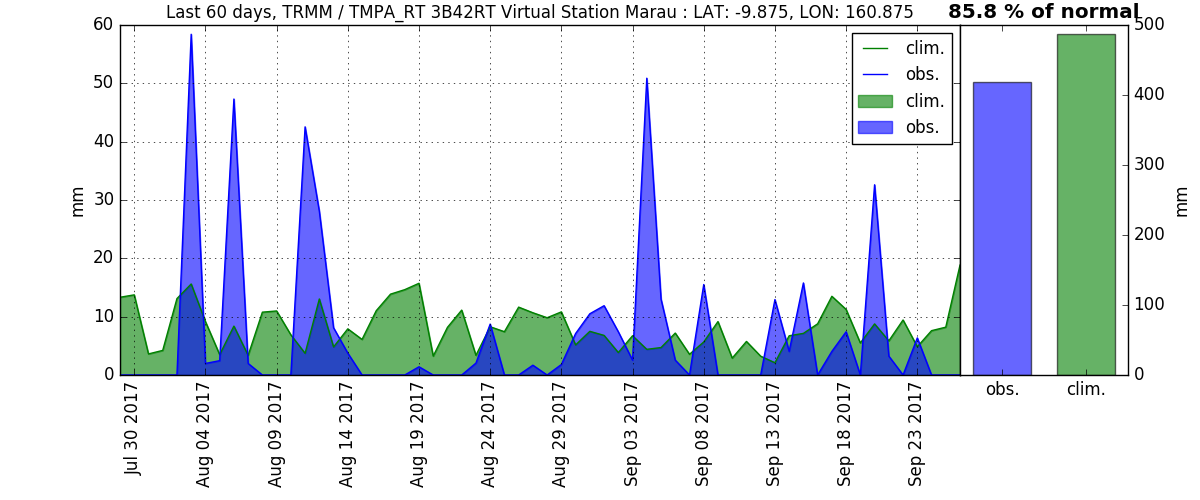 Last 60 days, TRMM / TMPA_RT 3B42RT Virtual Station Marau : LAT: -9.875, LON: 160.875
85.8 % of normal
60
50
40
30
20
10
0
mm
clim.
obs.
clim.
obs.
500
400
300
200
100
0
mm
obs.
clim.
Jul 30 2017
Aug 04 2017
Aug 09 2017
Aug 14 2017
Aug 19 2017
Aug 24 2017
Aug 29 2017
Sep 03 2017
Sep 08 2017
Sep 13 2017
Sep 18 2017
Sep 23 2017